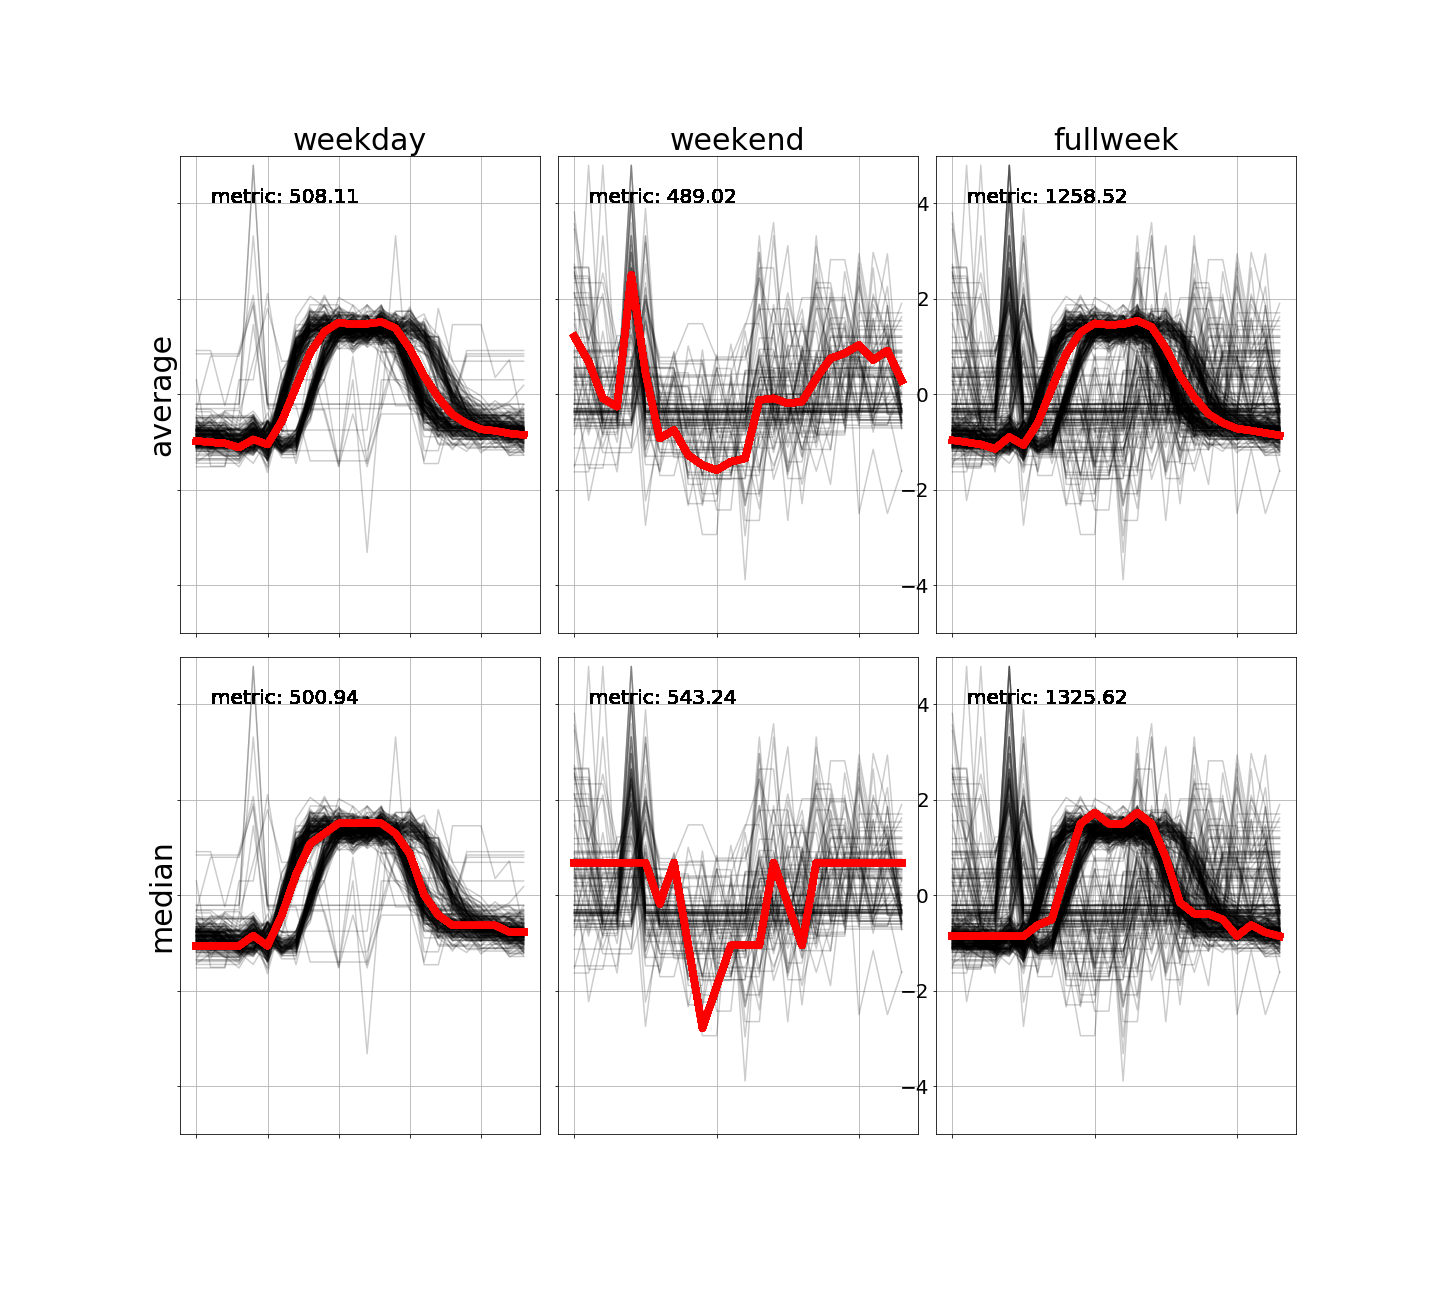 weekday
weekend
fullweek
average
metric: 508.11
metric: 489.02
metric: 1258.52
4
2
0
−2
−4
median
metric: 500.94
metric: 543.24
metric: 1325.62
4
2
0
−2
−4